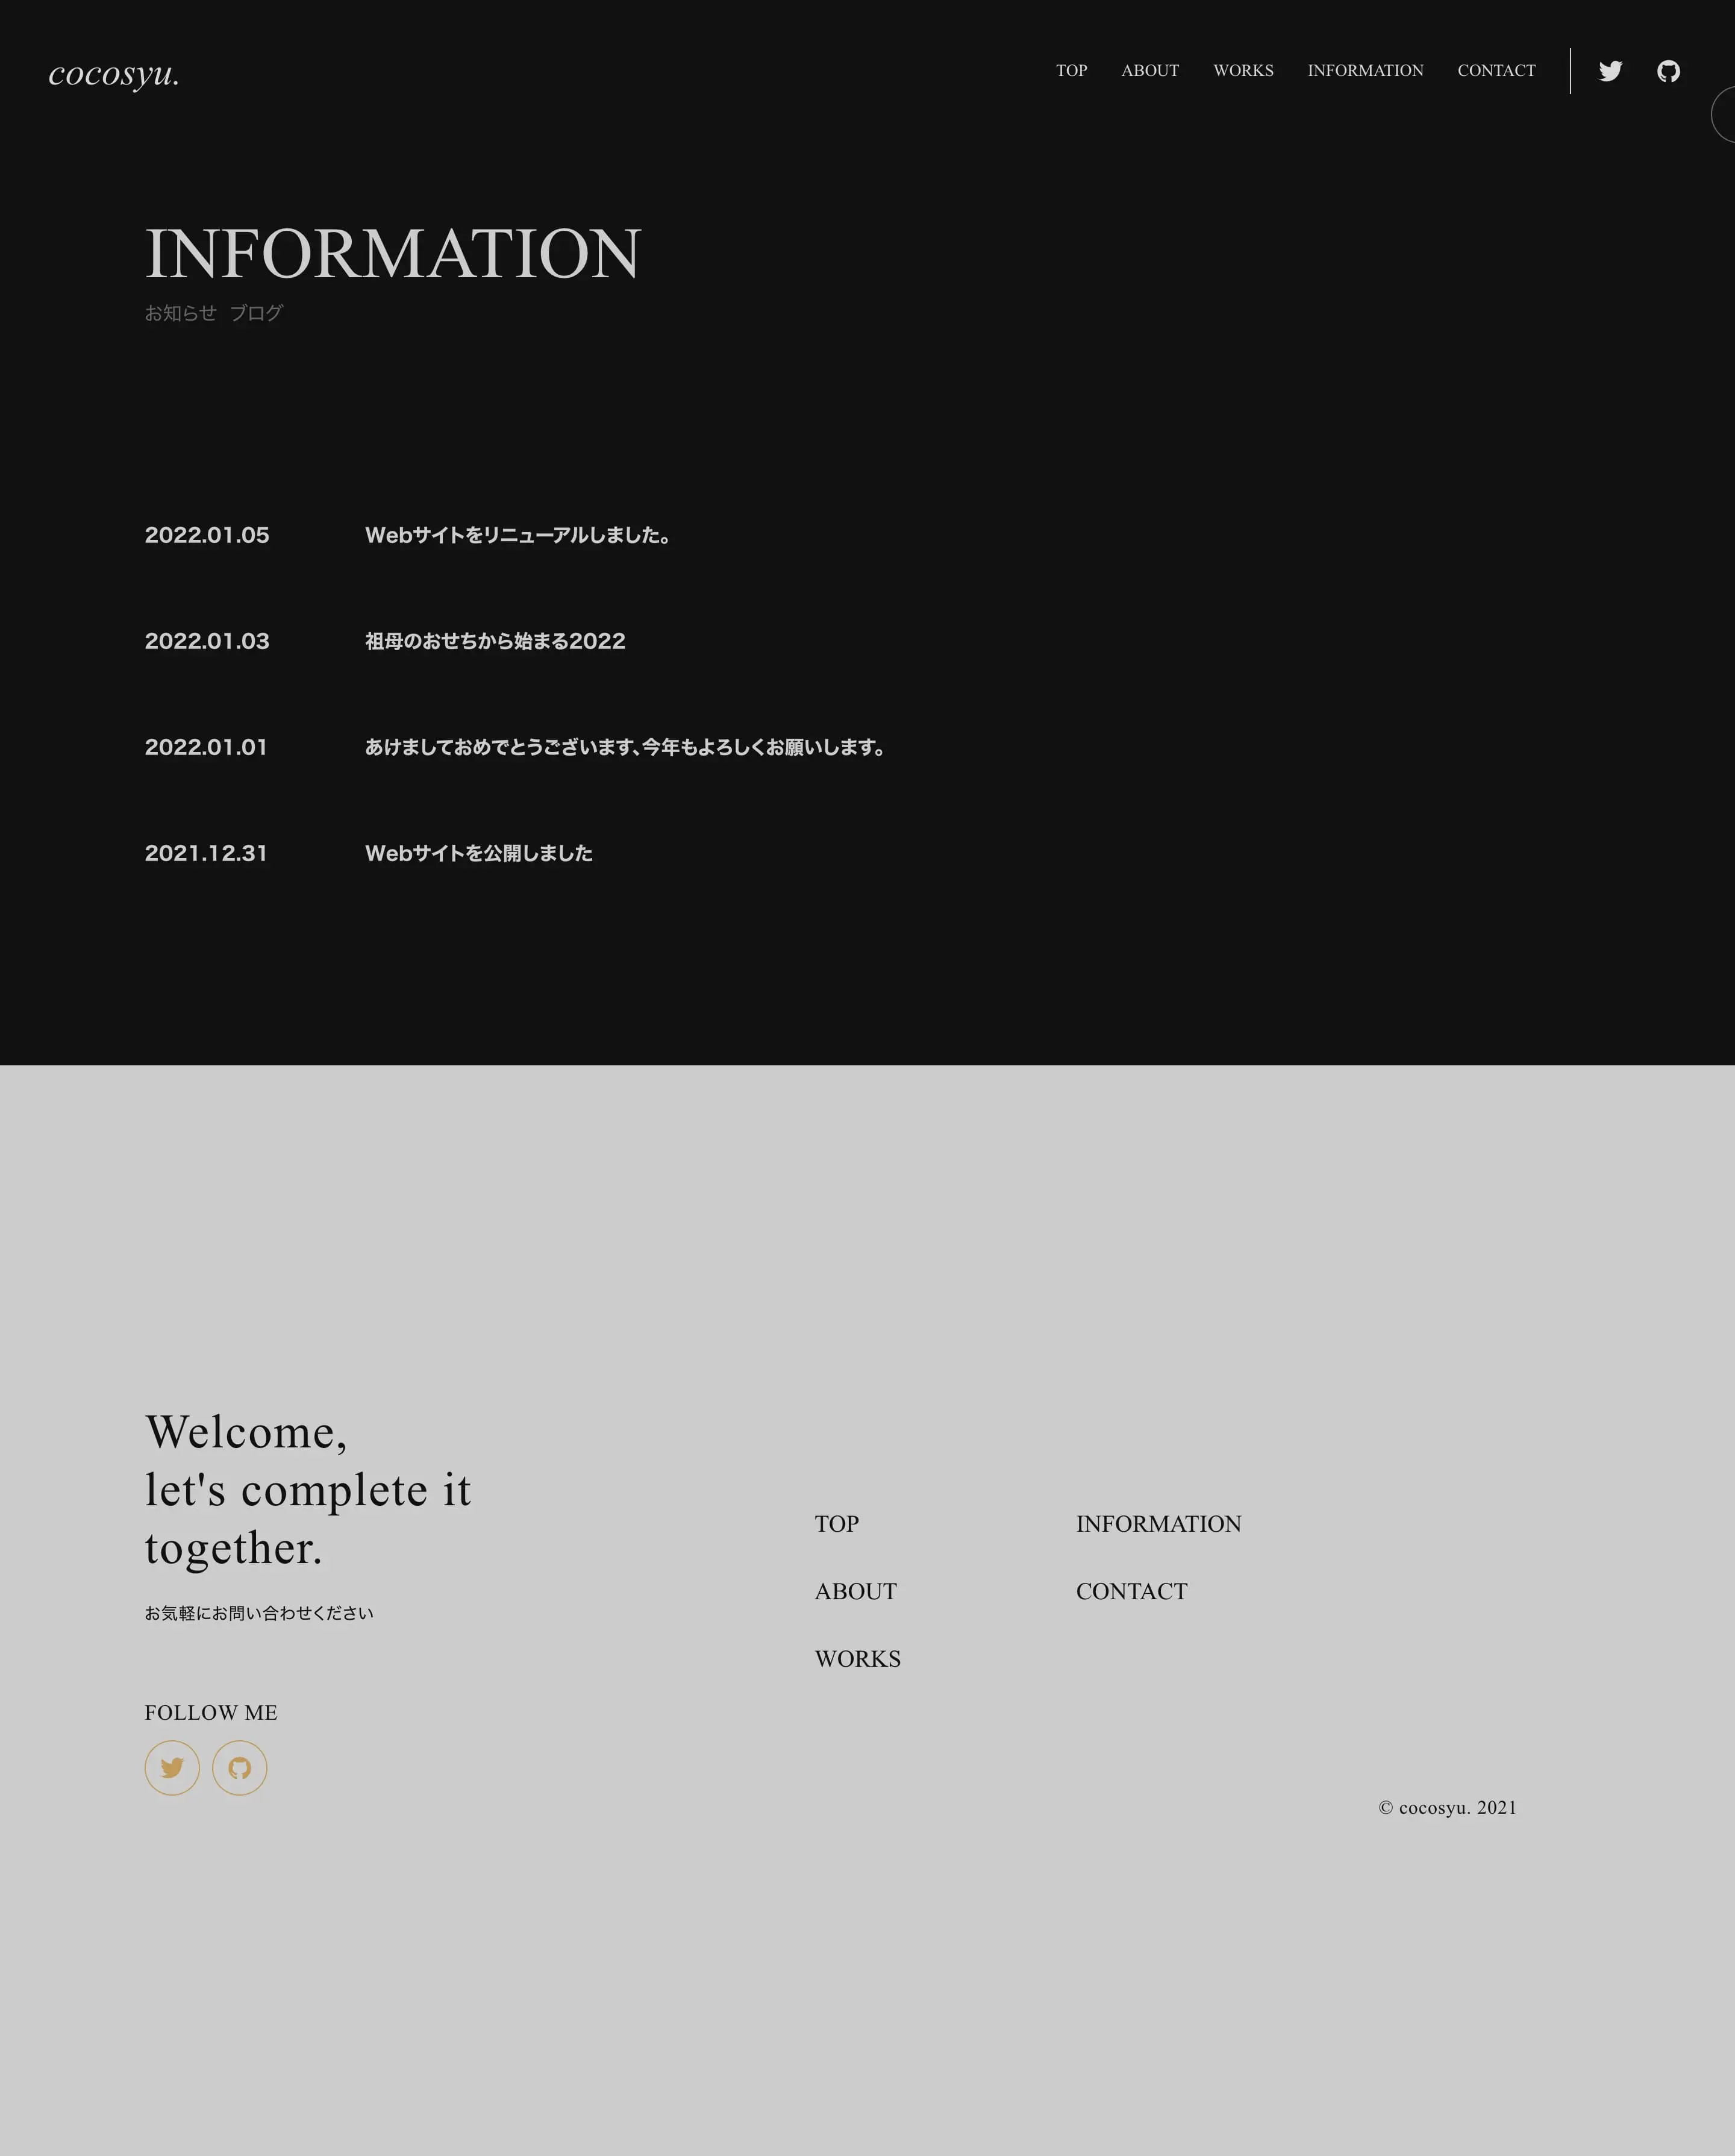 cocosyu.
TOP ABOUT WORKS INFORMATION CONTACT
INFORMATION
お知らせ ブログ
2022.01.05 Webサイトをリニューアルしました。
2022.01.03 祖母のおせちから始まる2022
2022.01.01 あけましておめでとうございます、今年もよろしくお願いします。
2021.12.31 Webサイトを公開しました
Welcome,
let's complete it
together.
お気軽にお問い合わせください
FOLLOW ME
TOP
ABOUT
WORKS
INFORMATION
CONTACT
© cocosyu. 2021